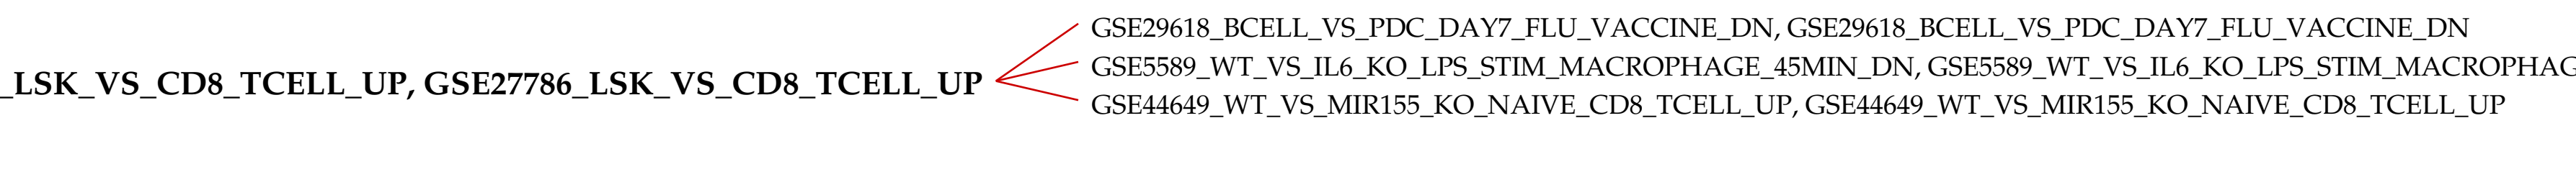 GSE29618_BCELL_VS_PDC_DAY7_FLU_VACCINE_DN, GSE29618_BCELL_VS_PDC_DAY7_FLU_VACCINE_DN
_LSK_VS_CD8_TCELL_UP, GSE27786_LSK_VS_CD8_TCELL_UP
GSE5589_WT_VS_IL6_KO_LPS_STIM_MACROPHAGE_45MIN_DN, GSE5589_WT_VS_IL6_KO_LPS_STIM_MACROPHAG
GSE44649_WT_VS_MIR155_KO_NAIVE_CD8_TCELL_UP, GSE44649_WT_VS_MIR155_KO_NAIVE_CD8_TCELL_UP